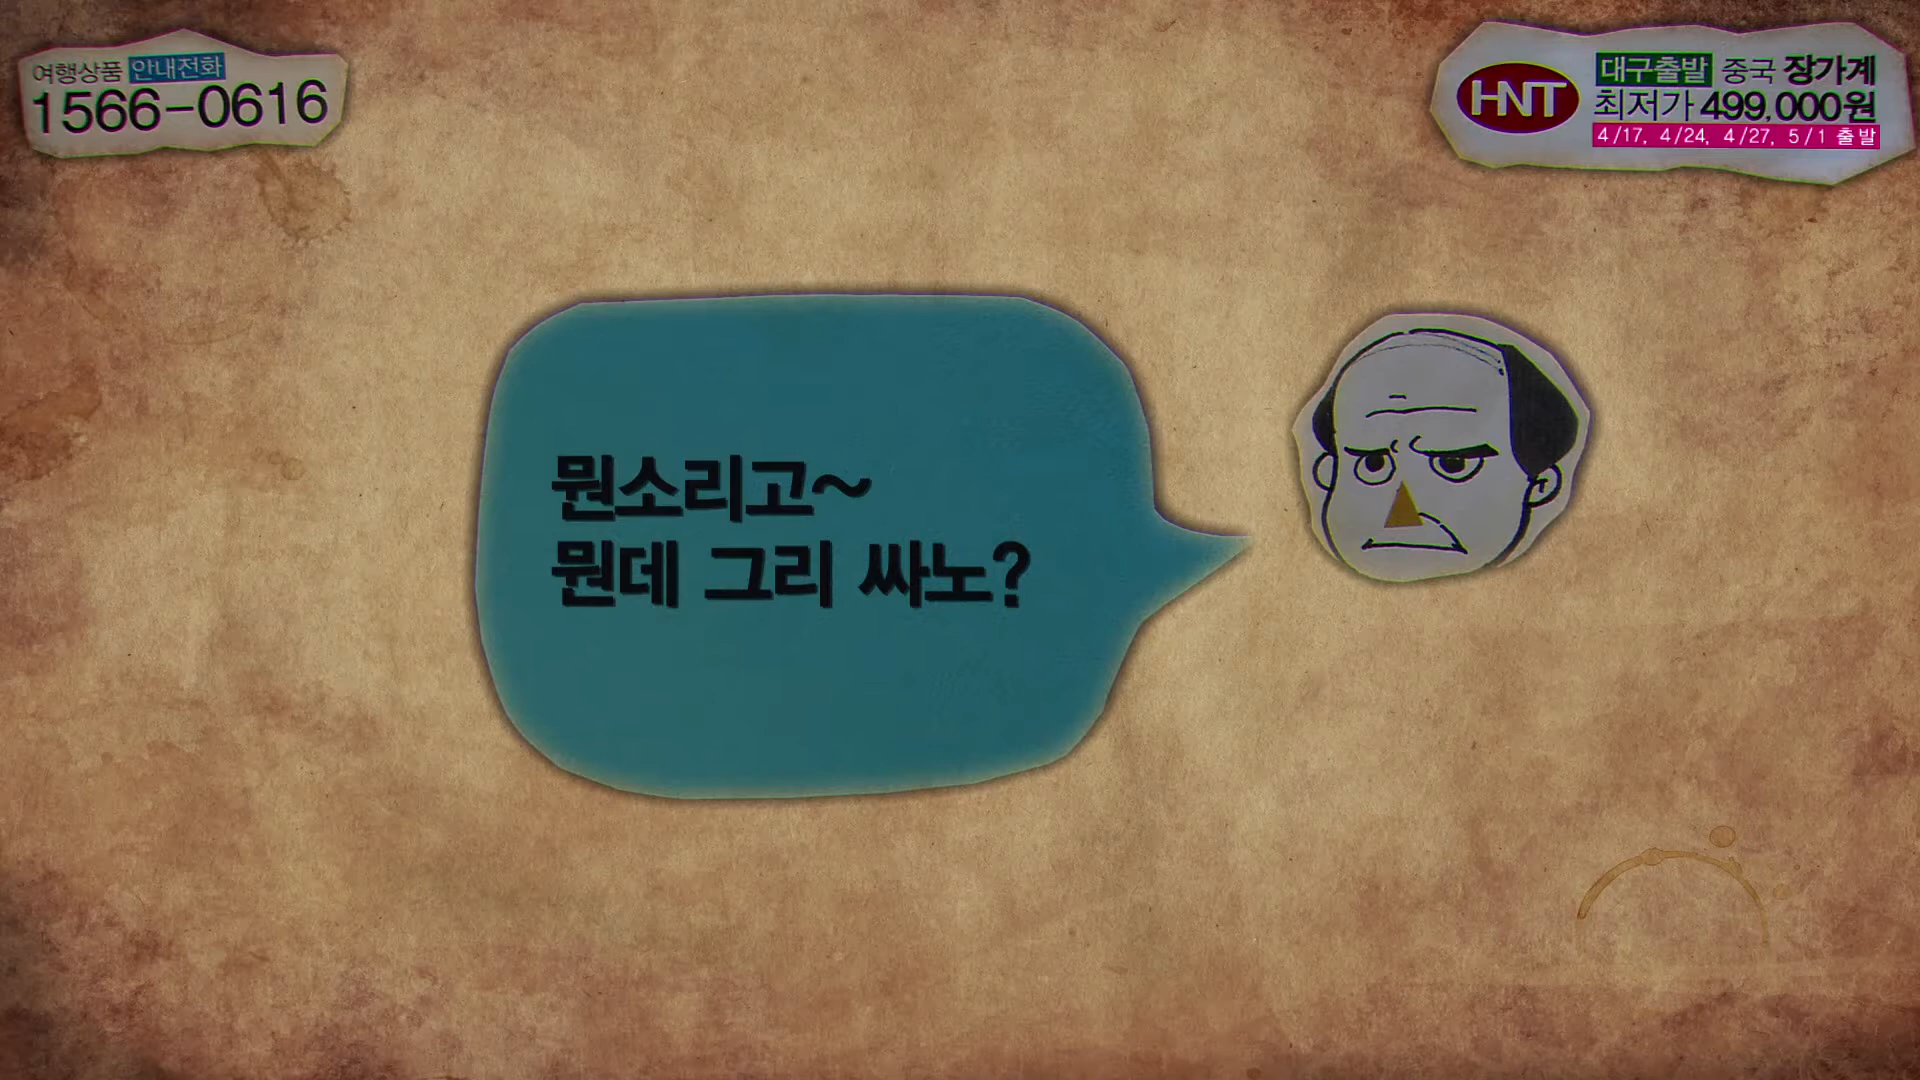 여행상품 안내전화
1566-0616
HNT
대구출발 중국 장가계
최저가 499,000원
4/17, 4/24, 4/27, 5/1 출발
뭔소리고~
뭔데 그리 싸노?